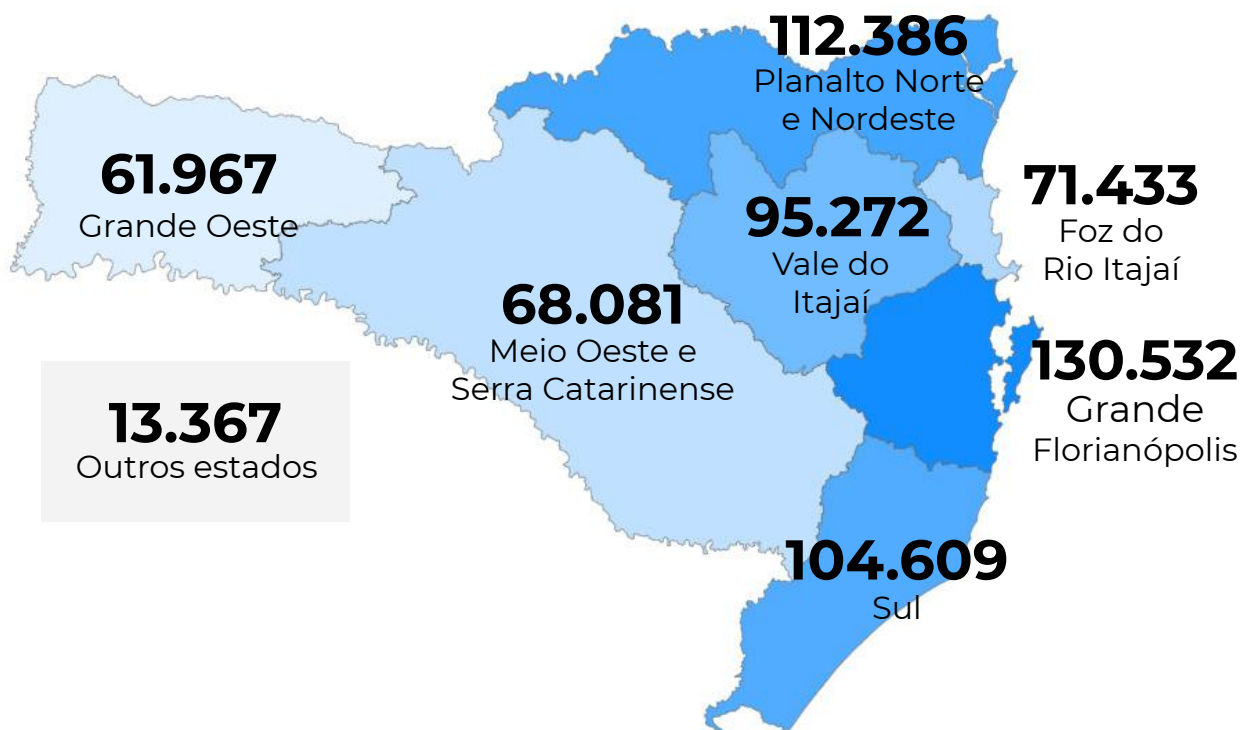 112.386
Planalto Norte
e Nordeste
61.967
Grande Oeste
95.272
Vale do
Itajaí
71.433
Foz do
Rio Itajaí
68.081
Meio Oeste e
Serra Catarinense
130.532
Grande
Florianópolis
13.367
Outros estados
104.609
Sul